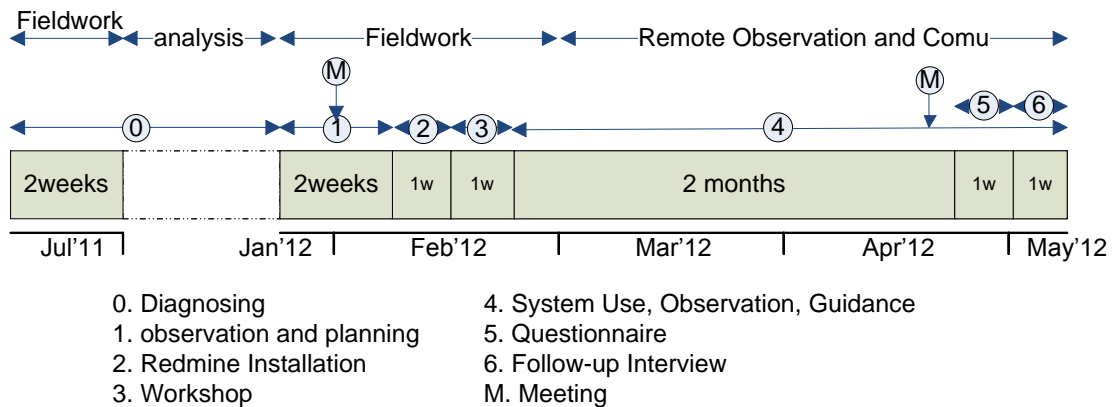 Fieldwork
analysis Fieldwork Remote Observation and Comu
M M
0 1 2 3 4 5 6
2weeks 2weeks 1w 1w 2 months 1w 1w
Jul'11 Jan'12 Feb'12 Mar'12 Apr'12 May'12
0. Diagnosing
1. observation and planning
2. Redmine Installation
3. Workshop
4. System Use, Observation, Guidance
5. Questionnaire
6. Follow-up Interview
M. Meeting